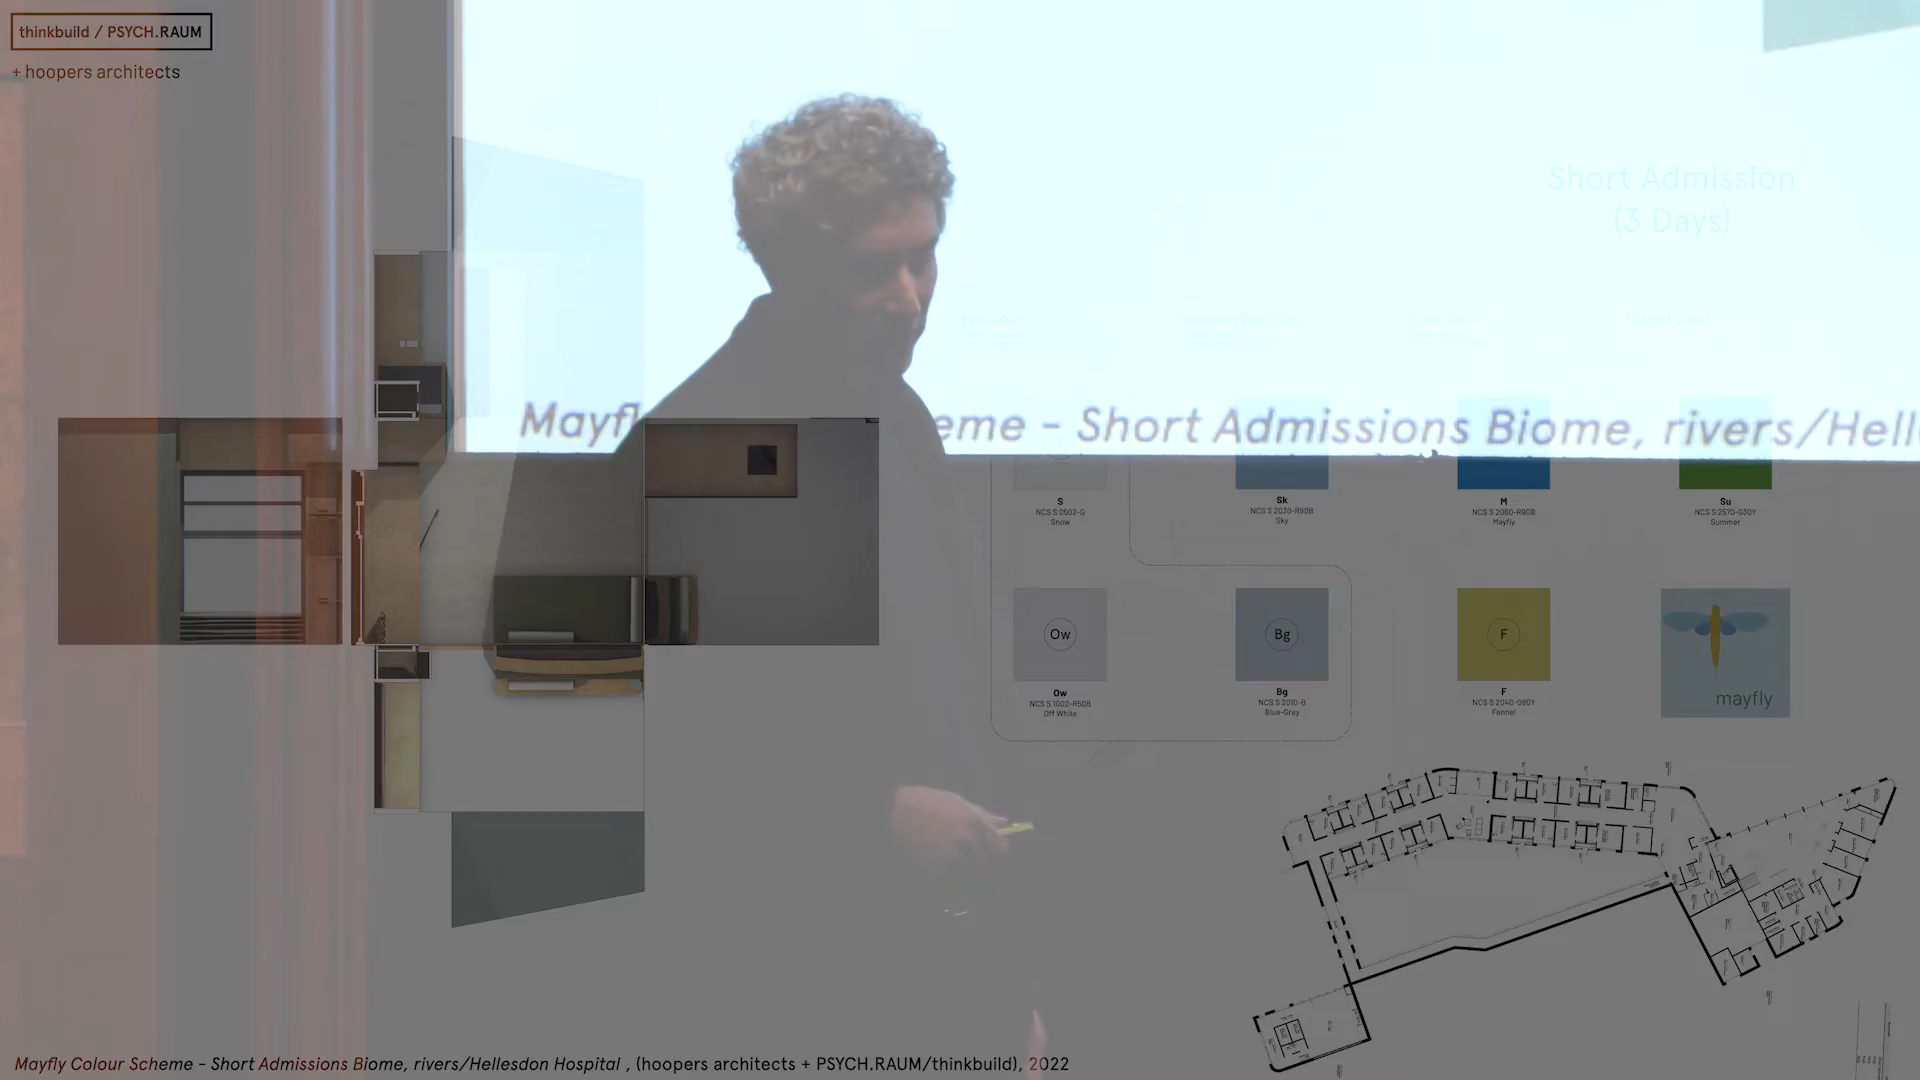 thinkbuild / PSYCH.RAUM
+ hoopers architects
Short Admission
(3 Days)
Mayfl eme - Short Admissions Biome, rivers/Hell
S
NCS S 0502-G
Snow
Sk
NCS S 2030-R90B
Sky
M
NCS S 2060-R90B
Mayfly
Su
NCS S 2570-G30Y
Summer
Ow
Bg
F
Ow
NCS S 1002-R50B
Off White
Bg
NCS S 2010-B
Blue-Grey
F
NCS S 2040-G80Y
Fennel
mayfly
Mayfly Colour Scheme - Short Admissions Biome, rivers/Hellesdon Hospital , (hoopers architects + PSYCH.RAUM/thinkbuild), 2022